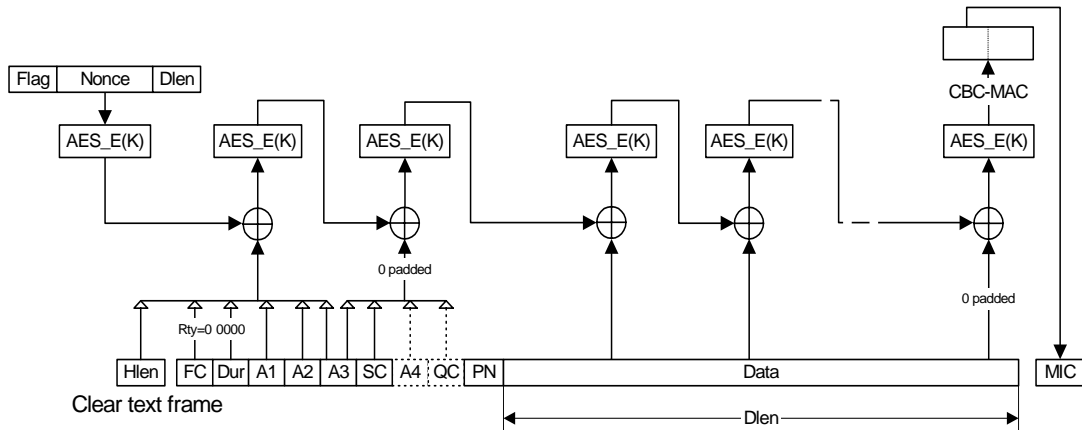 Flag Nonce Dlen
CBC-MAC
AES_E(K) AES_E(K) AES_E(K) AES_E(K) AES_E(K) AES_E(K)
0 padded
0 padded
Rty=0 0000
Hlen FC Dur A1 A2 A3 SC A4 QC PN Data MIC
Clear text frame
Dlen